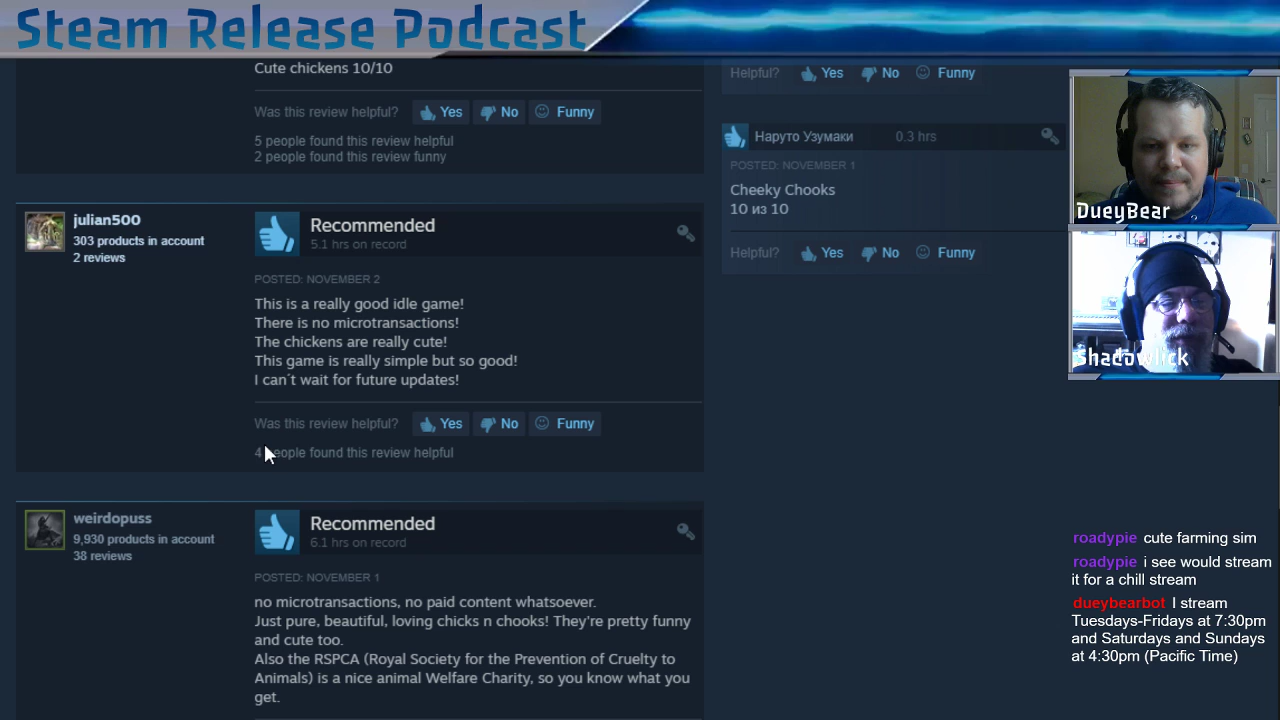 Steam Release Podcast
Cute chickens 10/10
Was this review helpful? Yes No Funny
5 people found this review helpful
2 people found this review funny
julian500
303 products in account
2 reviews
Recommended
5.1 hrs on record
POSTED: NOVEMBER 2
This is a really good idle game!
There is no microtransactions!
The chickens are really cute!
This game is really simple but so good!
I can´t wait for future updates!
Was this review helpful? Yes No Funny
4 people found this review helpful
weirdopuss
9,930 products in account
38 reviews
Recommended
6.1 hrs on record
POSTED: NOVEMBER 1
no microtransactions, no paid content whatsoever.
Just pure, beautiful, loving chicks n chooks! They're pretty funny
and cute too.
Also the RSPCA (Royal Society for the Prevention of Cruelty to
Animals) is a nice animal Welfare Charity, so you know what you
get.
Helpful? Yes No Funny
Наруто Узумаки 0.3 hrs
POSTED: NOVEMBER 1
Cheeky Chooks
10 из 10
Helpful? Yes No Funny
DueyBear
Shadowlick
roadypie cute farming sim
roadypie i see would stream
it for a chill stream
dueybearbot I stream
Tuesdays-Fridays at 7:30pm
and Saturdays and Sundays
at 4:30pm (Pacific Time)